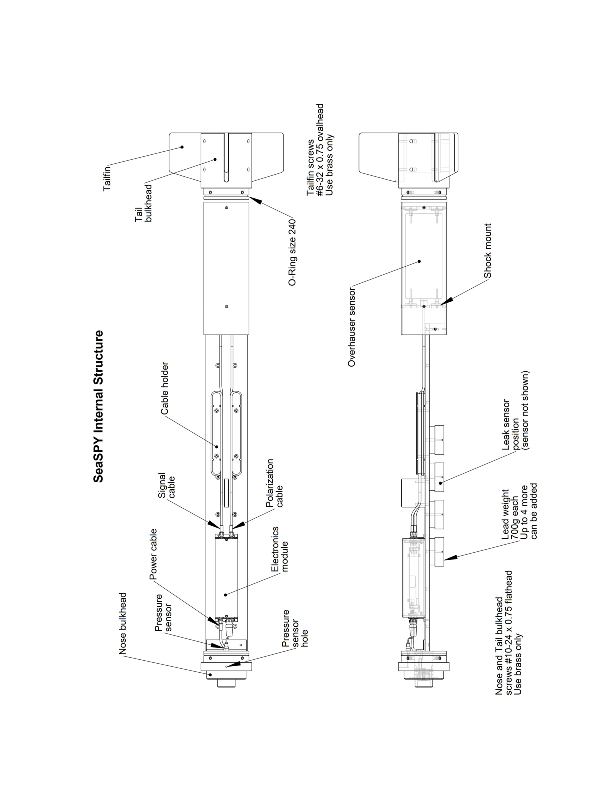 SeaSPY Internal Structure
Nose bulkhead
Power cable
Pressure
sensor
Signal
cable
Cable holder
Tail
bulkhead
Tailfin
Pressure
sensor
hole
Electronics
module
Polarization
cable
O-Ring size 240
Tailfin screws
#6-32 x 0.75 ovalhead
Use brass only
Overhauser sensor
Shock mount
Nose and Tail bulkhead
screws #10-24 x 0.75 flathead
Use brass only
Lead weight
700g each
Up to 4 more
can be added
Leak sensor
position
(sensor not shown)